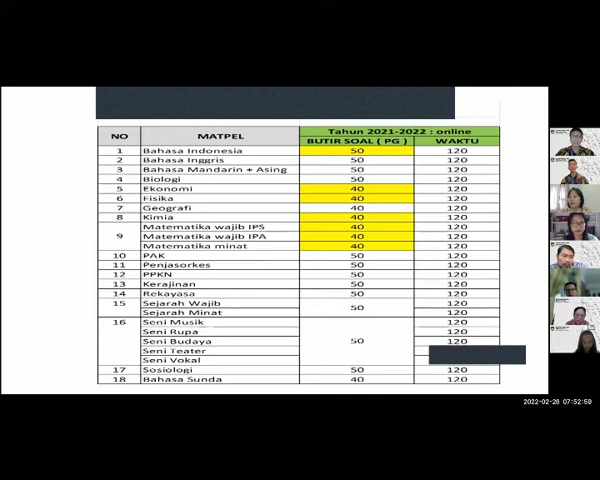 NO MATPEL Tahun 2021-2022 : online
BUTIR SOAL ( PG ) WAKTU
1 Bahasa Indonesia 50 120
2 Bahasa Inggris 50 120
3 Bahasa Mandarin + Asing 50 120
4 Biologi 50 120
5 Ekonomi 40 120
6 Fisika 40 120
7 Geografi 40 120
8 Kimia 40 120
9 Matematika wajib IPS 40 120
Matematika wajib IPA 40 120
Matematika minat 40 120
10 PAK 50 120
11 Penjasorkes 50 120
12 PPKN 50 120
13 Kerajinan 50 120
14 Rekayasa 50 120
15 Sejarah Wajib 50 120
Sejarah Minat 120
16 Seni Musik 50 120
Seni Rupa 120
Seni Budaya 120
Seni Teater
Seni Vokal
17 Sosiologi 50 120
18 Bahasa Sunda 40 120
2022-02-26 07:52:59